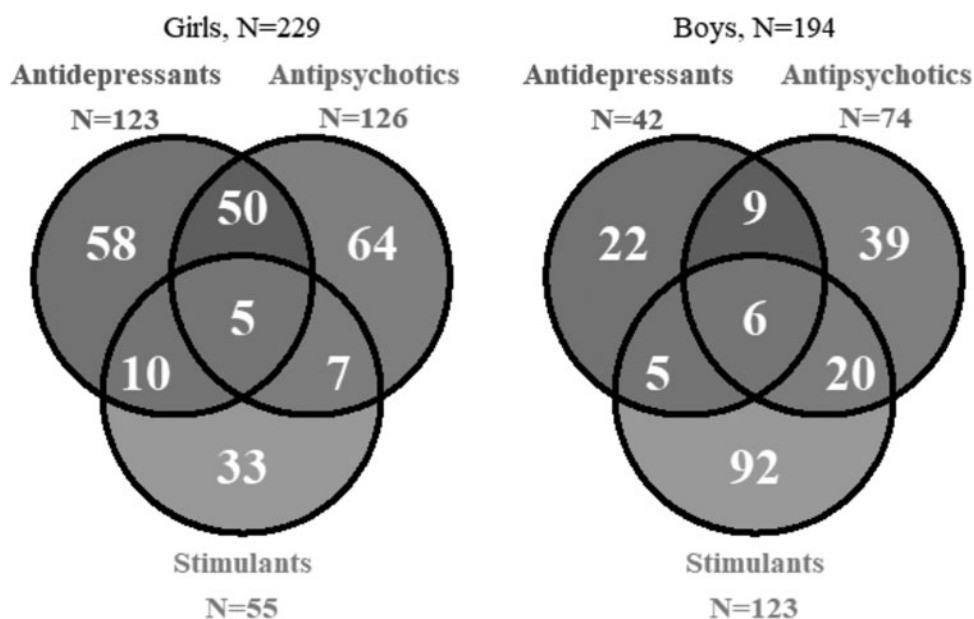 Girls, N=229
Antidepressants Antipsychotics
N=123 N=126
50
58 64
5
10 7
33
Stimulants
N=55
Boys, N=194
Antidepressants Antipsychotics
N=42 N=74
9
22 39
6
5 20
92
Stimulants
N=123